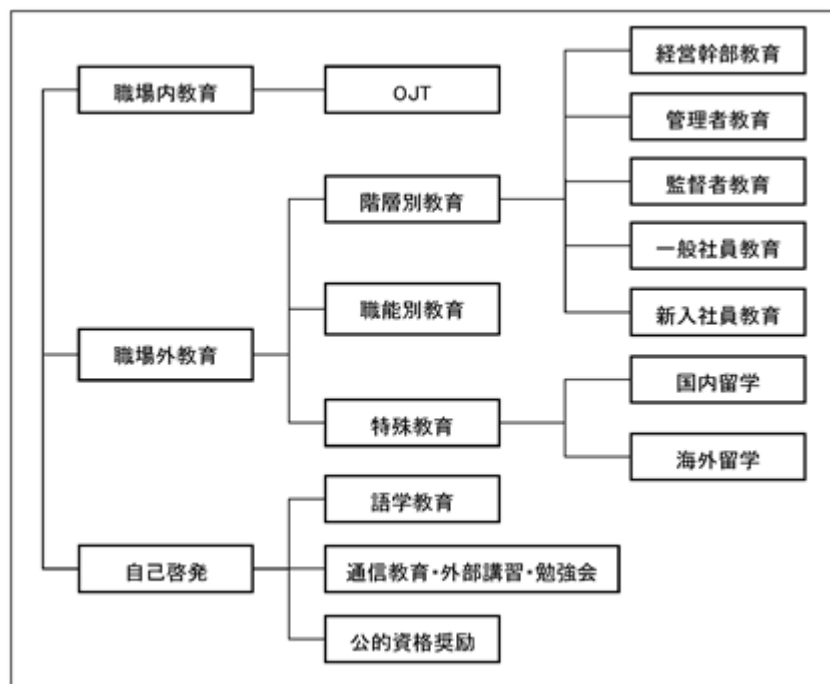 職場内教育
OJT
職場外教育
階層別教育
経営幹部教育
管理者教育
監督者教育
一般社員教育
新入社員教育
職能別教育
特殊教育
国内留学
海外留学
自己啓発
語学教育
通信教育・外部講習・勉強会
公的資格奨励